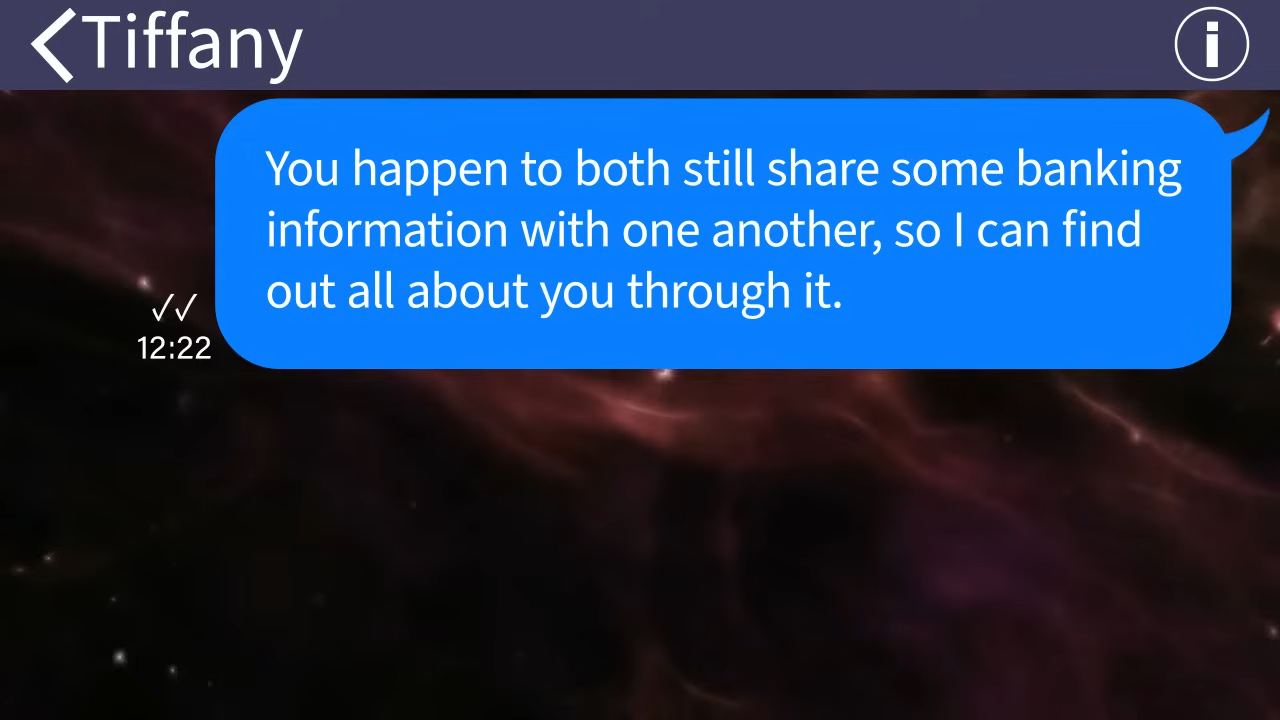 Tiffany
i
You happen to both still share some banking
information with one another, so I can find
out all about you through it.
✓✓
12:22